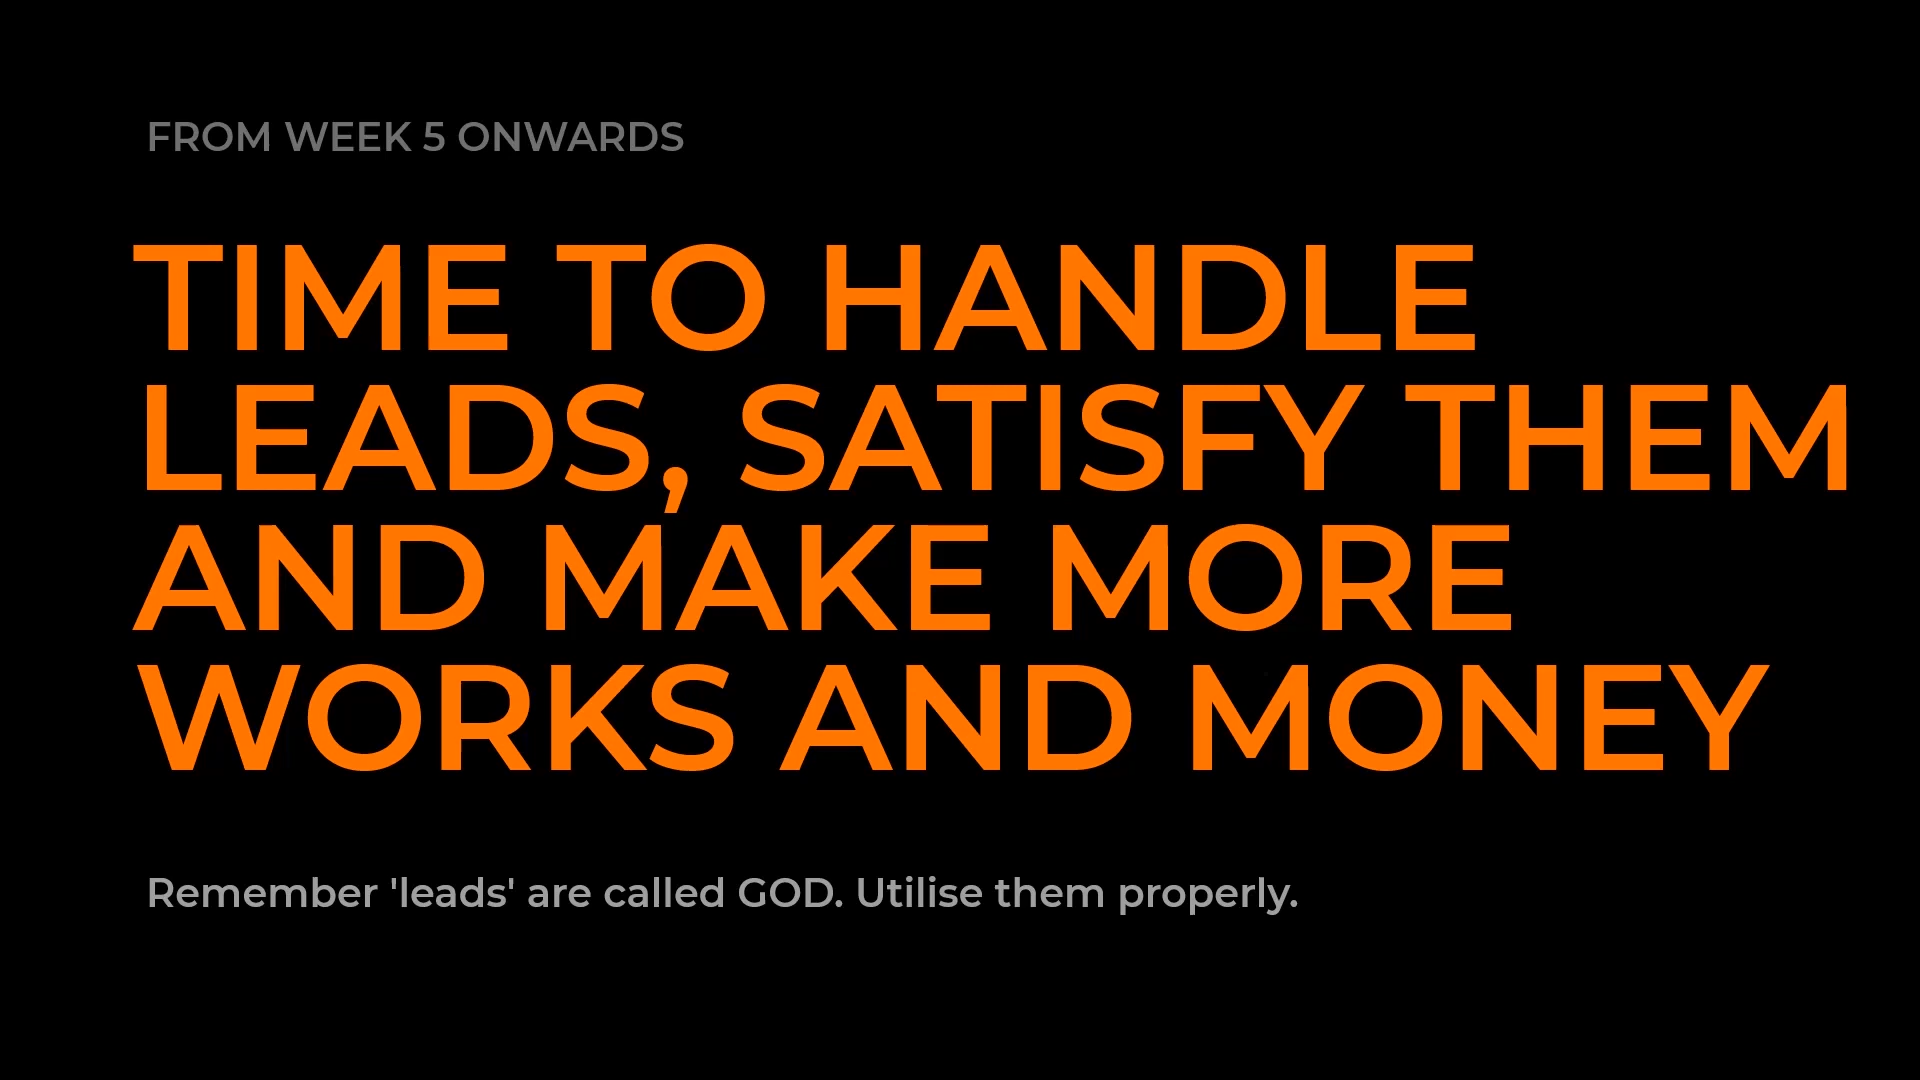 FROM WEEK 5 ONWARDS
TIME TO HANDLE
LEADS, SATISFY THEM
AND MAKE MORE
WORKS AND MONEY
Remember 'leads' are called GOD. Utilise them properly.